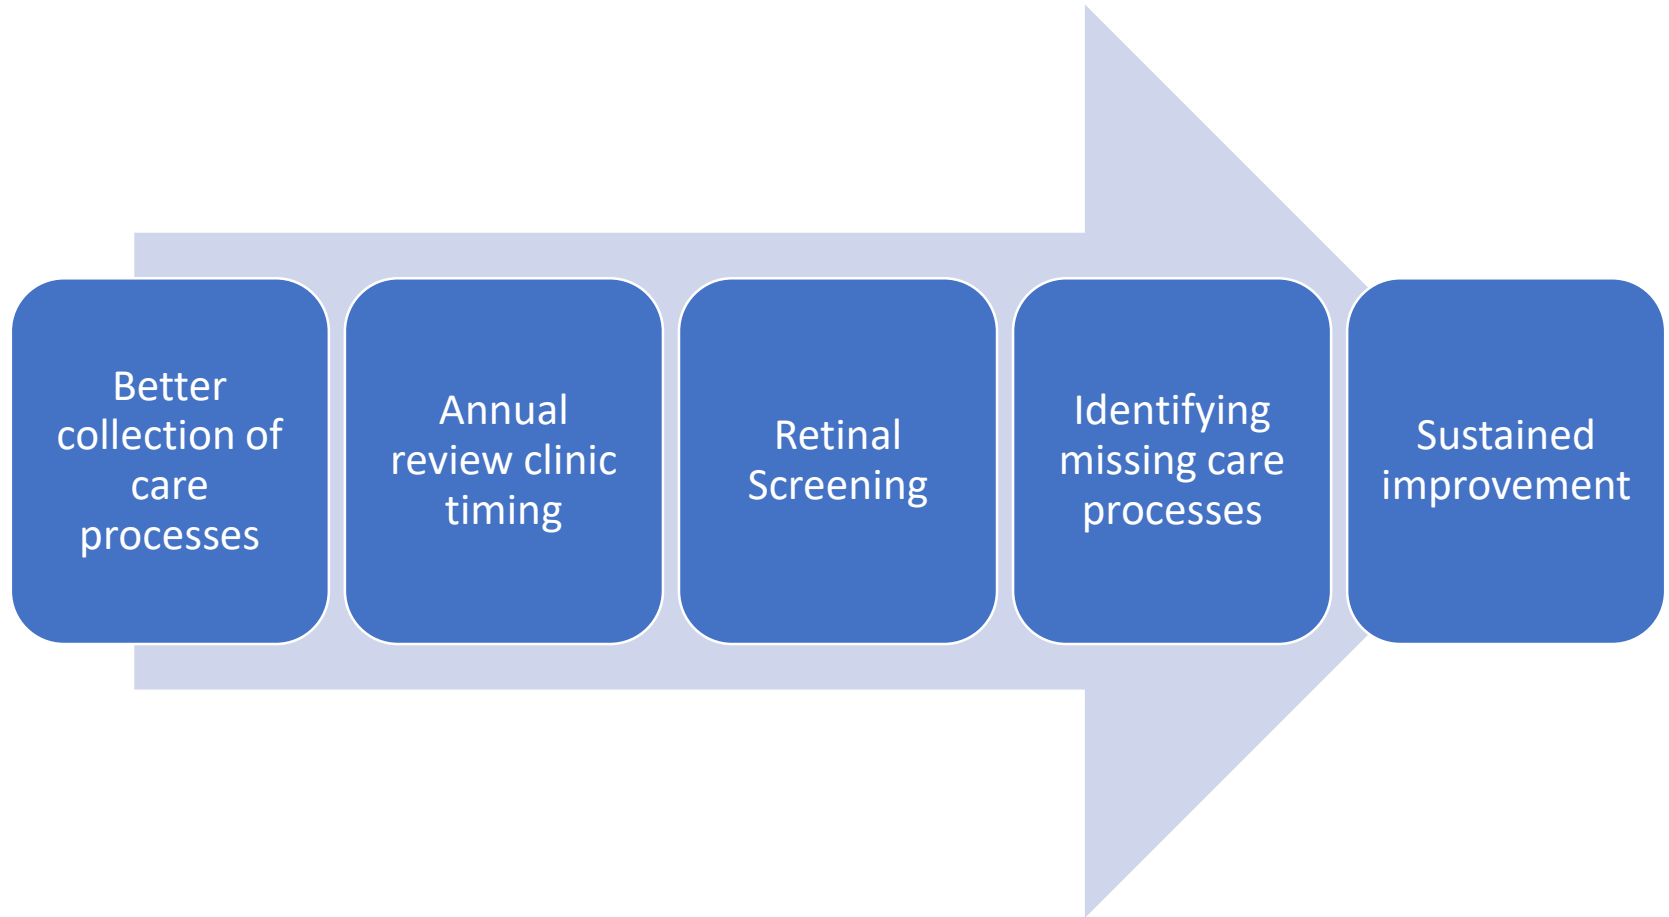 Better
collection of
care
processes
Annual
review clinic
timing
Retinal
Screening
Identifying
missing care
processes
Sustained
improvement